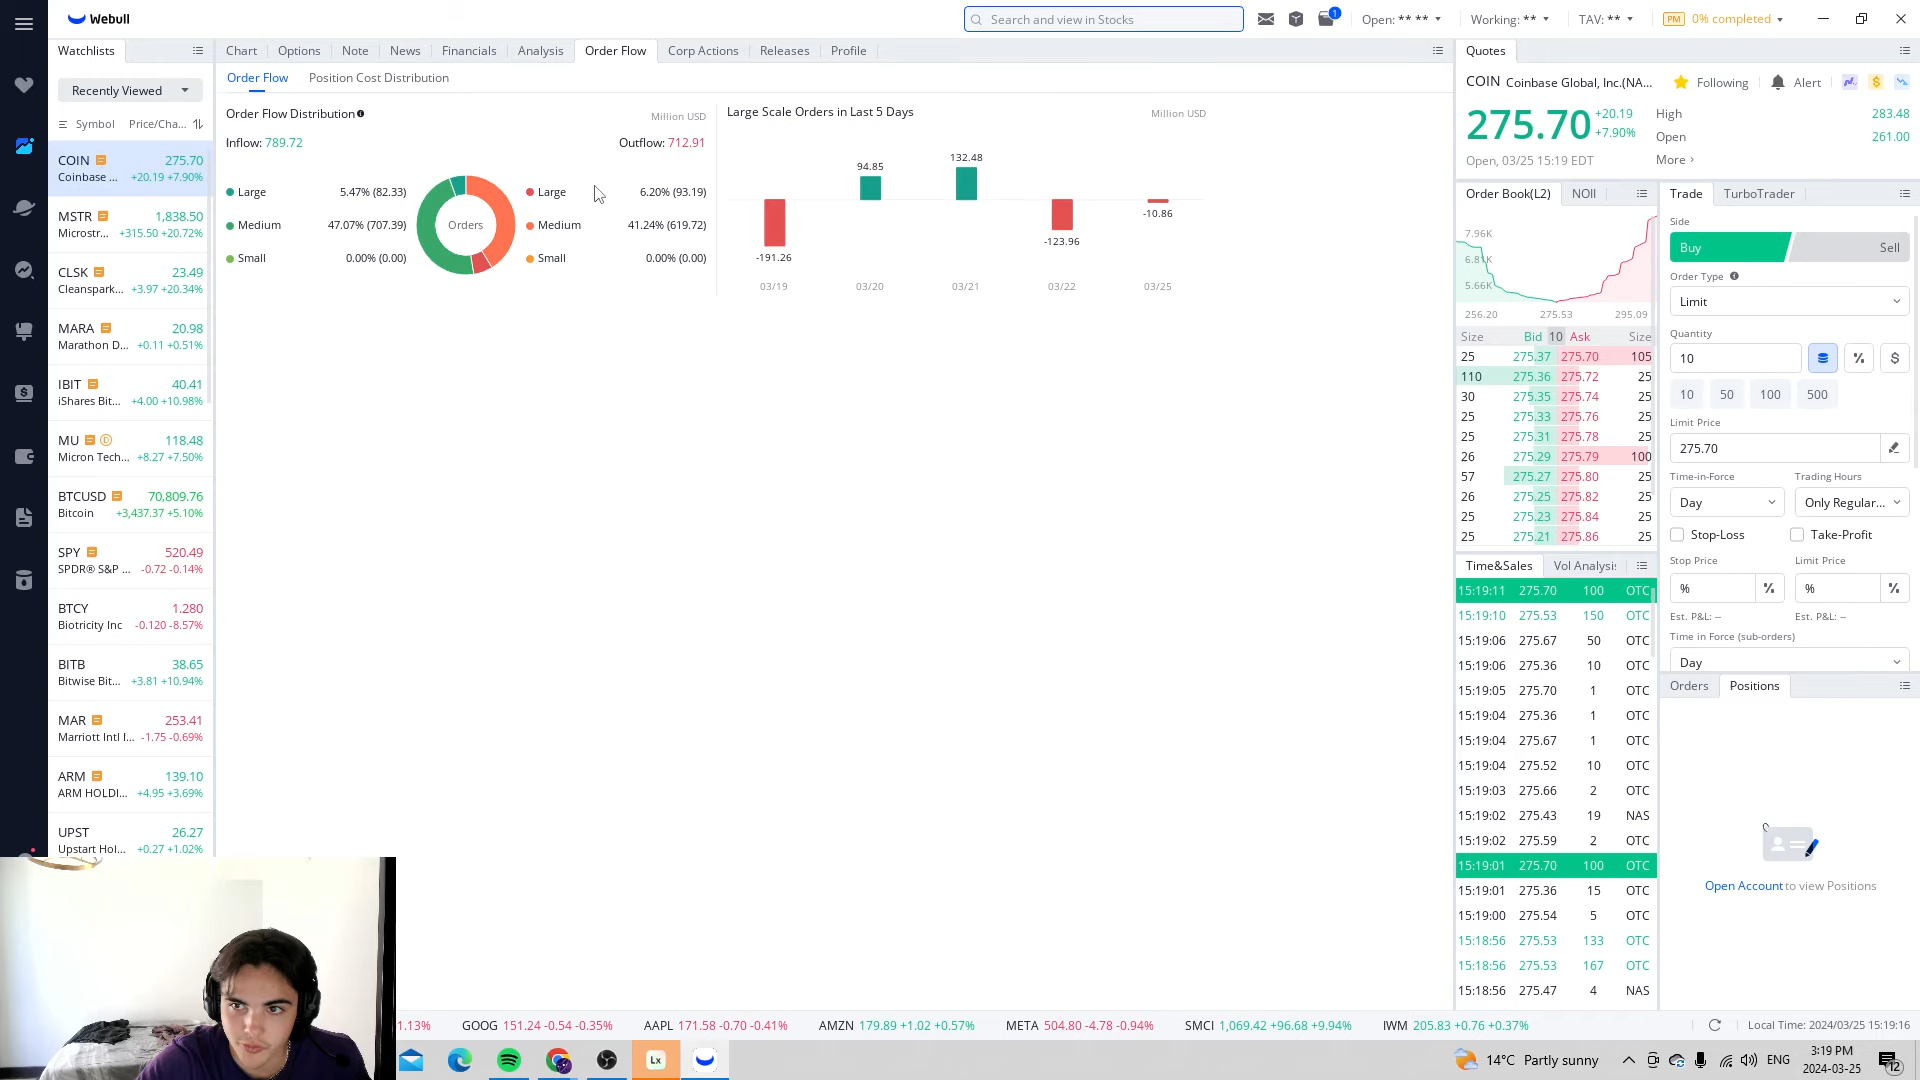 Webull
Search and view in Stocks
1
Open: ** **
Working: **
TAV: **
PM 0% completed
Watchlists
Chart Options Note News Financials Analysis Order Flow Corp Actions Releases Profile
Quotes
Recently Viewed
Order Flow Position Cost Distribution
COIN Coinbase Global, Inc.(NA... Following Alert
275.70 +20.19 +7.90%
High 283.48
Open 261.00
Open, 03/25 15:19 EDT More
Symbol Price/Cha...
COIN 275.70
Coinbase ... +20.19 +7.90%
MSTR 1,838.50
Microstr... +315.50 +20.72%
CLSK 23.49
Cleanspark... +3.97 +20.34%
MARA 20.98
Marathon D... +0.11 +0.51%
IBIT 40.41
iShares Bit... +4.00 +10.98%
MU D 118.48
Micron Tech... +8.27 +7.50%
BTCUSD 70,809.76
Bitcoin +3,437.37 +5.10%
SPY 520.49
SPDR® S&P ... -0.72 -0.14%
BTCY 1.280
Biotricity Inc -0.120 -8.57%
BITB 38.65
Bitwise Bit... +3.81 +10.94%
MAR 253.41
Marriott Intl I... -1.75 -0.69%
ARM 139.10
ARM HOLDI... +4.95 +3.69%
UPST 26.27
Upstart Hol... +0.27 +1.02%
Order Flow Distribution
Million USD
Inflow: 789.72 Outflow: 712.91
Large 5.47% (82.33)
Medium 47.07% (707.39)
Small 0.00% (0.00)
Orders
Large 6.20% (93.19)
Medium 41.24% (619.72)
Small 0.00% (0.00)
Large Scale Orders in Last 5 Days Million USD
-191.26 94.85 132.48 -123.96 -10.86
03/19 03/20 03/21 03/22 03/25
Order Book(L2) NOII
7.96K
6.81K
5.66K
256.20 275.53 295.09
Size Bid 10 Ask Size
25 275.37 275.70 105
110 275.36 275.72 25
30 275.35 275.74 25
25 275.33 275.76 25
25 275.31 275.78 25
26 275.29 275.79 100
57 275.27 275.80 25
26 275.25 275.82 25
25 275.23 275.84 25
25 275.21 275.86 25
Time&Sales Vol Analysis
15:19:11 275.70 100 OTC
15:19:10 275.53 150 OTC
15:19:06 275.67 50 OTC
15:19:06 275.36 10 OTC
15:19:05 275.70 1 OTC
15:19:04 275.36 1 OTC
15:19:04 275.67 1 OTC
15:19:04 275.52 10 OTC
15:19:03 275.66 2 OTC
15:19:02 275.43 19 NAS
15:19:02 275.59 2 OTC
15:19:01 275.70 100 OTC
15:19:01 275.36 15 OTC
15:19:00 275.54 5 OTC
15:18:56 275.53 133 OTC
15:18:56 275.53 167 OTC
15:18:56 275.47 4 NAS
Trade TurboTrader
Side
Buy Sell
Order Type
Limit
Quantity
10 % $
10 50 100 500
Limit Price
275.70
Time-in-Force Trading Hours
Day Only Regular...
Stop-Loss Take-Profit
Stop Price Limit Price
% % % %
Est. P&L: -- Est. P&L: --
Time in Force (sub-orders)
Day
Orders Positions
Open Account to view Positions
1.13% GOOG 151.24 -0.54 -0.35% AAPL 171.58 -0.70 -0.41% AMZN 179.89 +1.02 +0.57% META 504.80 -4.78 -0.94% SMCI 1,069.42 +96.68 +9.94% IWM 205.83 +0.76 +0.37%
Local Time: 2024/03/25 15:19:16
Lx
14°C Partly sunny
ENG
3:19 PM
2024-03-25
12